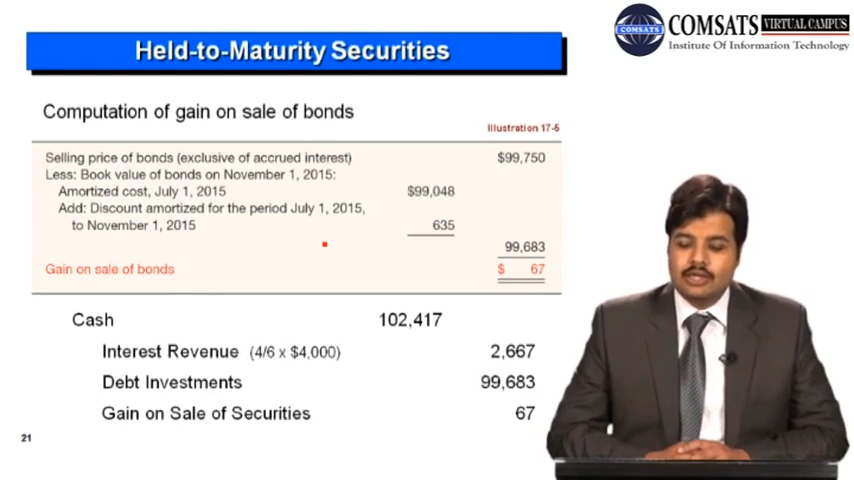 Held-to-Maturity Securities
COMSATS
COMSATS VIRTUAL CAMPUS
Institute Of Information Technology
Computation of gain on sale of bonds
Illustration 17-5
Selling price of bonds (exclusive of accrued interest) $99,750
Less: Book value of bonds on November 1, 2015:
Amortized cost, July 1, 2015 $99,048
Add: Discount amortized for the period July 1, 2015,
to November 1, 2015 635
99,683
Gain on sale of bonds $ 67
Cash 102,417
Interest Revenue (4/6 x $4,000) 2,667
Debt Investments 99,683
Gain on Sale of Securities 67
21